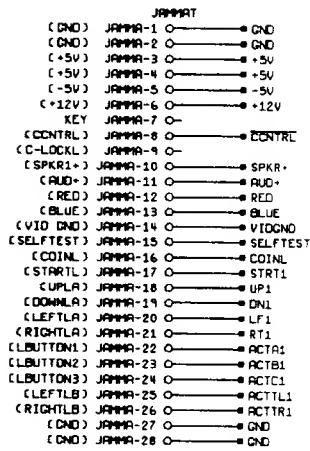 JAMMAT
(GND) JAMMA-1 GND
(GND) JAMMA-2 GND
(+5V) JAMMA-3 +5V
(+5V) JAMMA-4 +5V
(-5V) JAMMA-5 -5V
(+12V) JAMMA-6 +12V
KEY JAMMA-7
(CCNTRL) JAMMA-8 CCNTRL
(C-LOCKL) JAMMA-9
(SPKR1+) JAMMA-10 SPKR+
(AUD+) JAMMA-11 AUD+
(RED) JAMMA-12 RED
(BLUE) JAMMA-13 BLUE
(VID GND) JAMMA-14 VIDGND
(SELFTEST) JAMMA-15 SELFTEST
(COINL) JAMMA-16 COINL
(STARTL) JAMMA-17 STRT1
(UPLA) JAMMA-18 UP1
(DOWNLA) JAMMA-19 DN1
(LEFTLA) JAMMA-20 LF1
(RIGHTLA) JAMMA-21 RT1
(LBUTTON1) JAMMA-22 ACTA1
(LBUTTON2) JAMMA-23 ACTB1
(LBUTTON3) JAMMA-24 ACTC1
(LEFTLB) JAMMA-25 ACTTL1
(RIGHTLB) JAMMA-26 ACTTR1
(GND) JAMMA-27 GND
(GND) JAMMA-28 GND